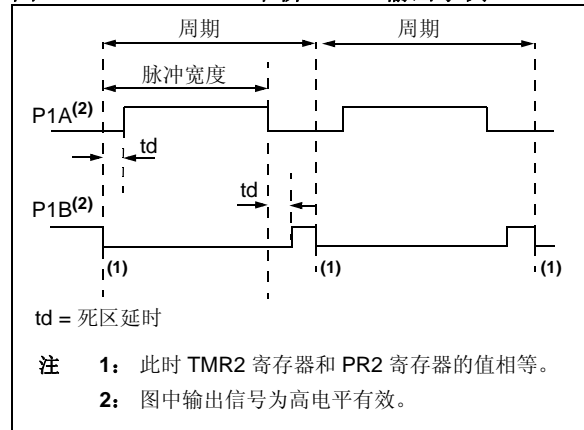 周期 周期
脉冲宽度
P1A(2)
td
td
P1B(2)
(1) (1) (1)
td = 死区延时
注 1： 此时 TMR2 寄存器和 PR2 寄存器的值相等。
2： 图中输出信号为高电平有效。